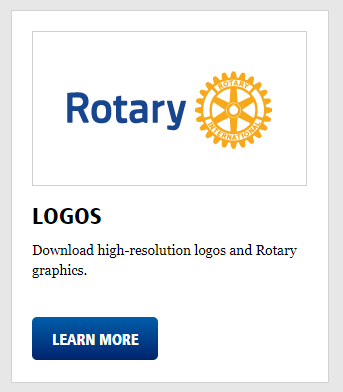 Rotary
ROTARY
INTERNATIONAL
LOGOS
Download high-resolution logos and Rotary
graphics.
LEARN MORE